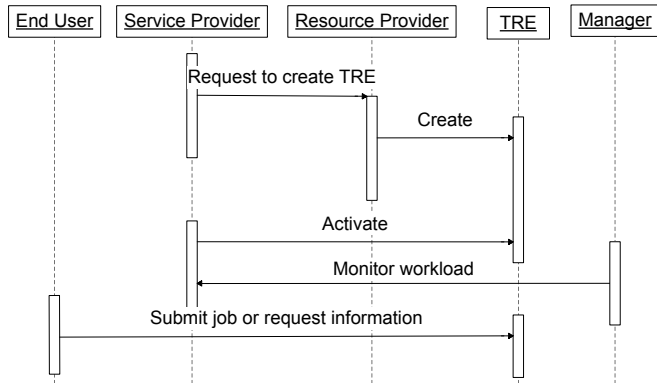 End User
Service Provider
Resource Provider
TRE
Manager
Request to create TRE
Create
Activate
Monitor workload
Submit job or request information